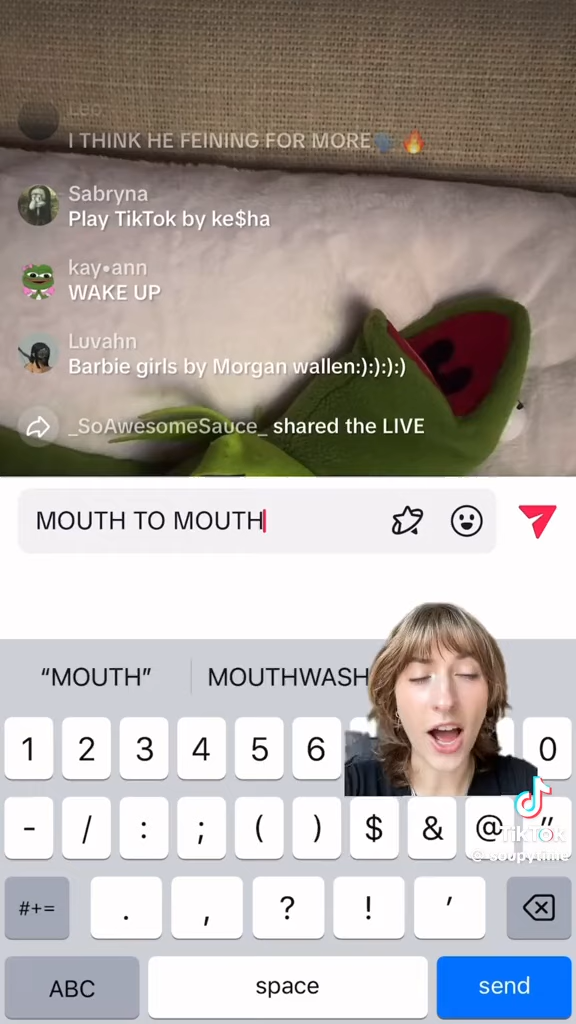 Leo
I THINK HE FEINING FOR MORE🗣️🔥
Sabryna
Play TikTok by ke$ha
kay•ann
WAKE UP
Luvahn
Barbie girls by Morgan wallen:):):):)
_SoAwesomeSauce_ shared the LIVE
MOUTH TO MOUTH
“MOUTH” MOUTHWASH
1 2 3 4 5 6 0
- / : ; ( ) $ & @ "
TikTok
@soupytime
#+= . , ? ! ’
ABC space send